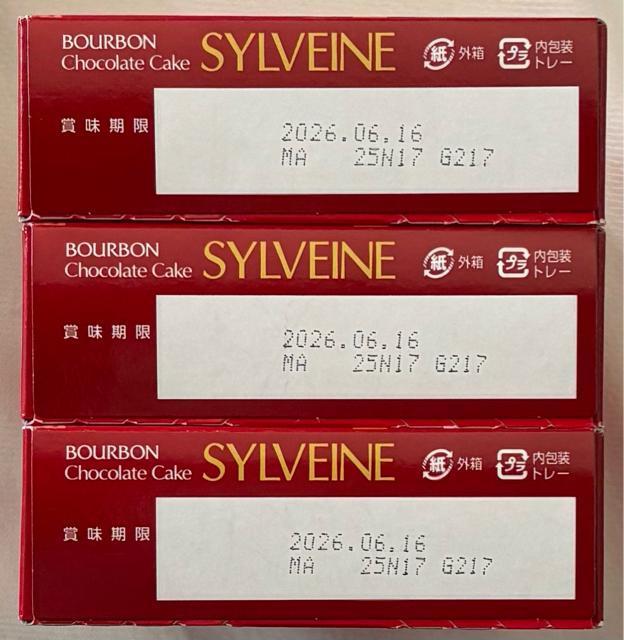 BOURBON
Chocolate Cake SYLVEINE 紙 外箱 プラ 内包装 トレー
賞味期限
2026.06.16
MA 25N17 G217
BOURBON
Chocolate Cake SYLVEINE 紙 外箱 プラ 内包装 トレー
賞味期限
2026.06.16
MA 25N17 G217
BOURBON
Chocolate Cake SYLVEINE 紙 外箱 プラ 内包装 トレー
賞味期限
2026.06.16
MA 25N17 G217